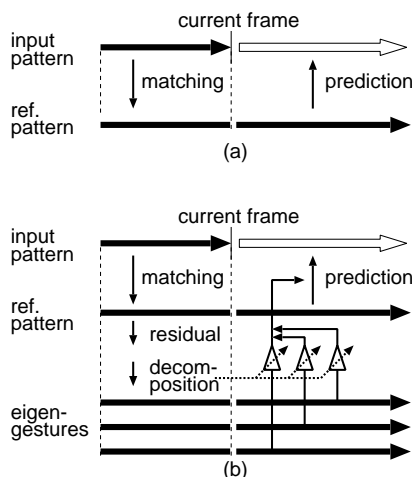 current frame
input
pattern
matching
prediction
ref.
pattern
(a)
current frame
input
pattern
matching
prediction
ref.
pattern
residual
decom-
position
eigen-
gestures
(b)